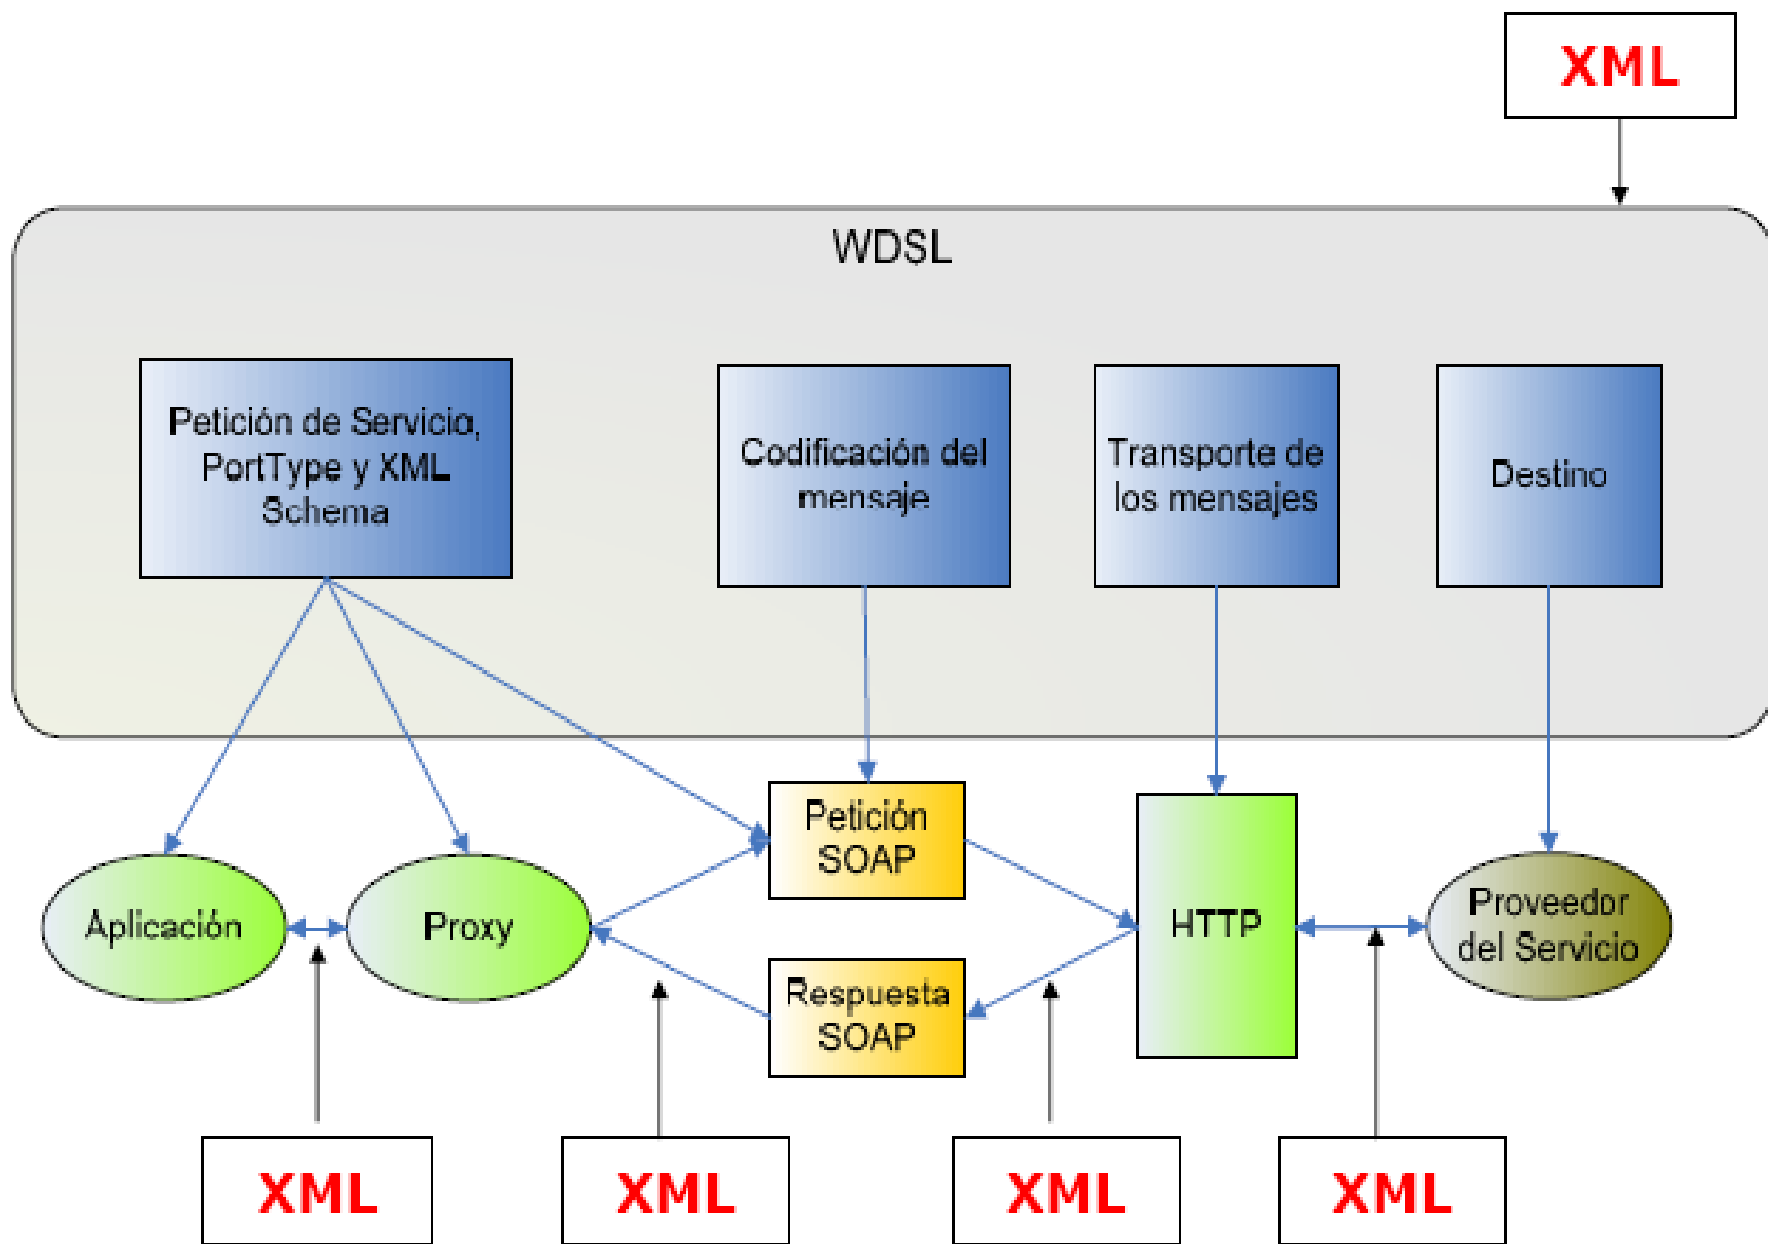 XML
WDSL
Petición de Servicio,
PortType y XML
Schema
Codificación del
mensaje
Transporte de
los mensajes
Destino
Petición
SOAP
Aplicación
Proxy
HTTP
Proveedor
del Servicio
Respuesta
SOAP
XML
XML
XML
XML